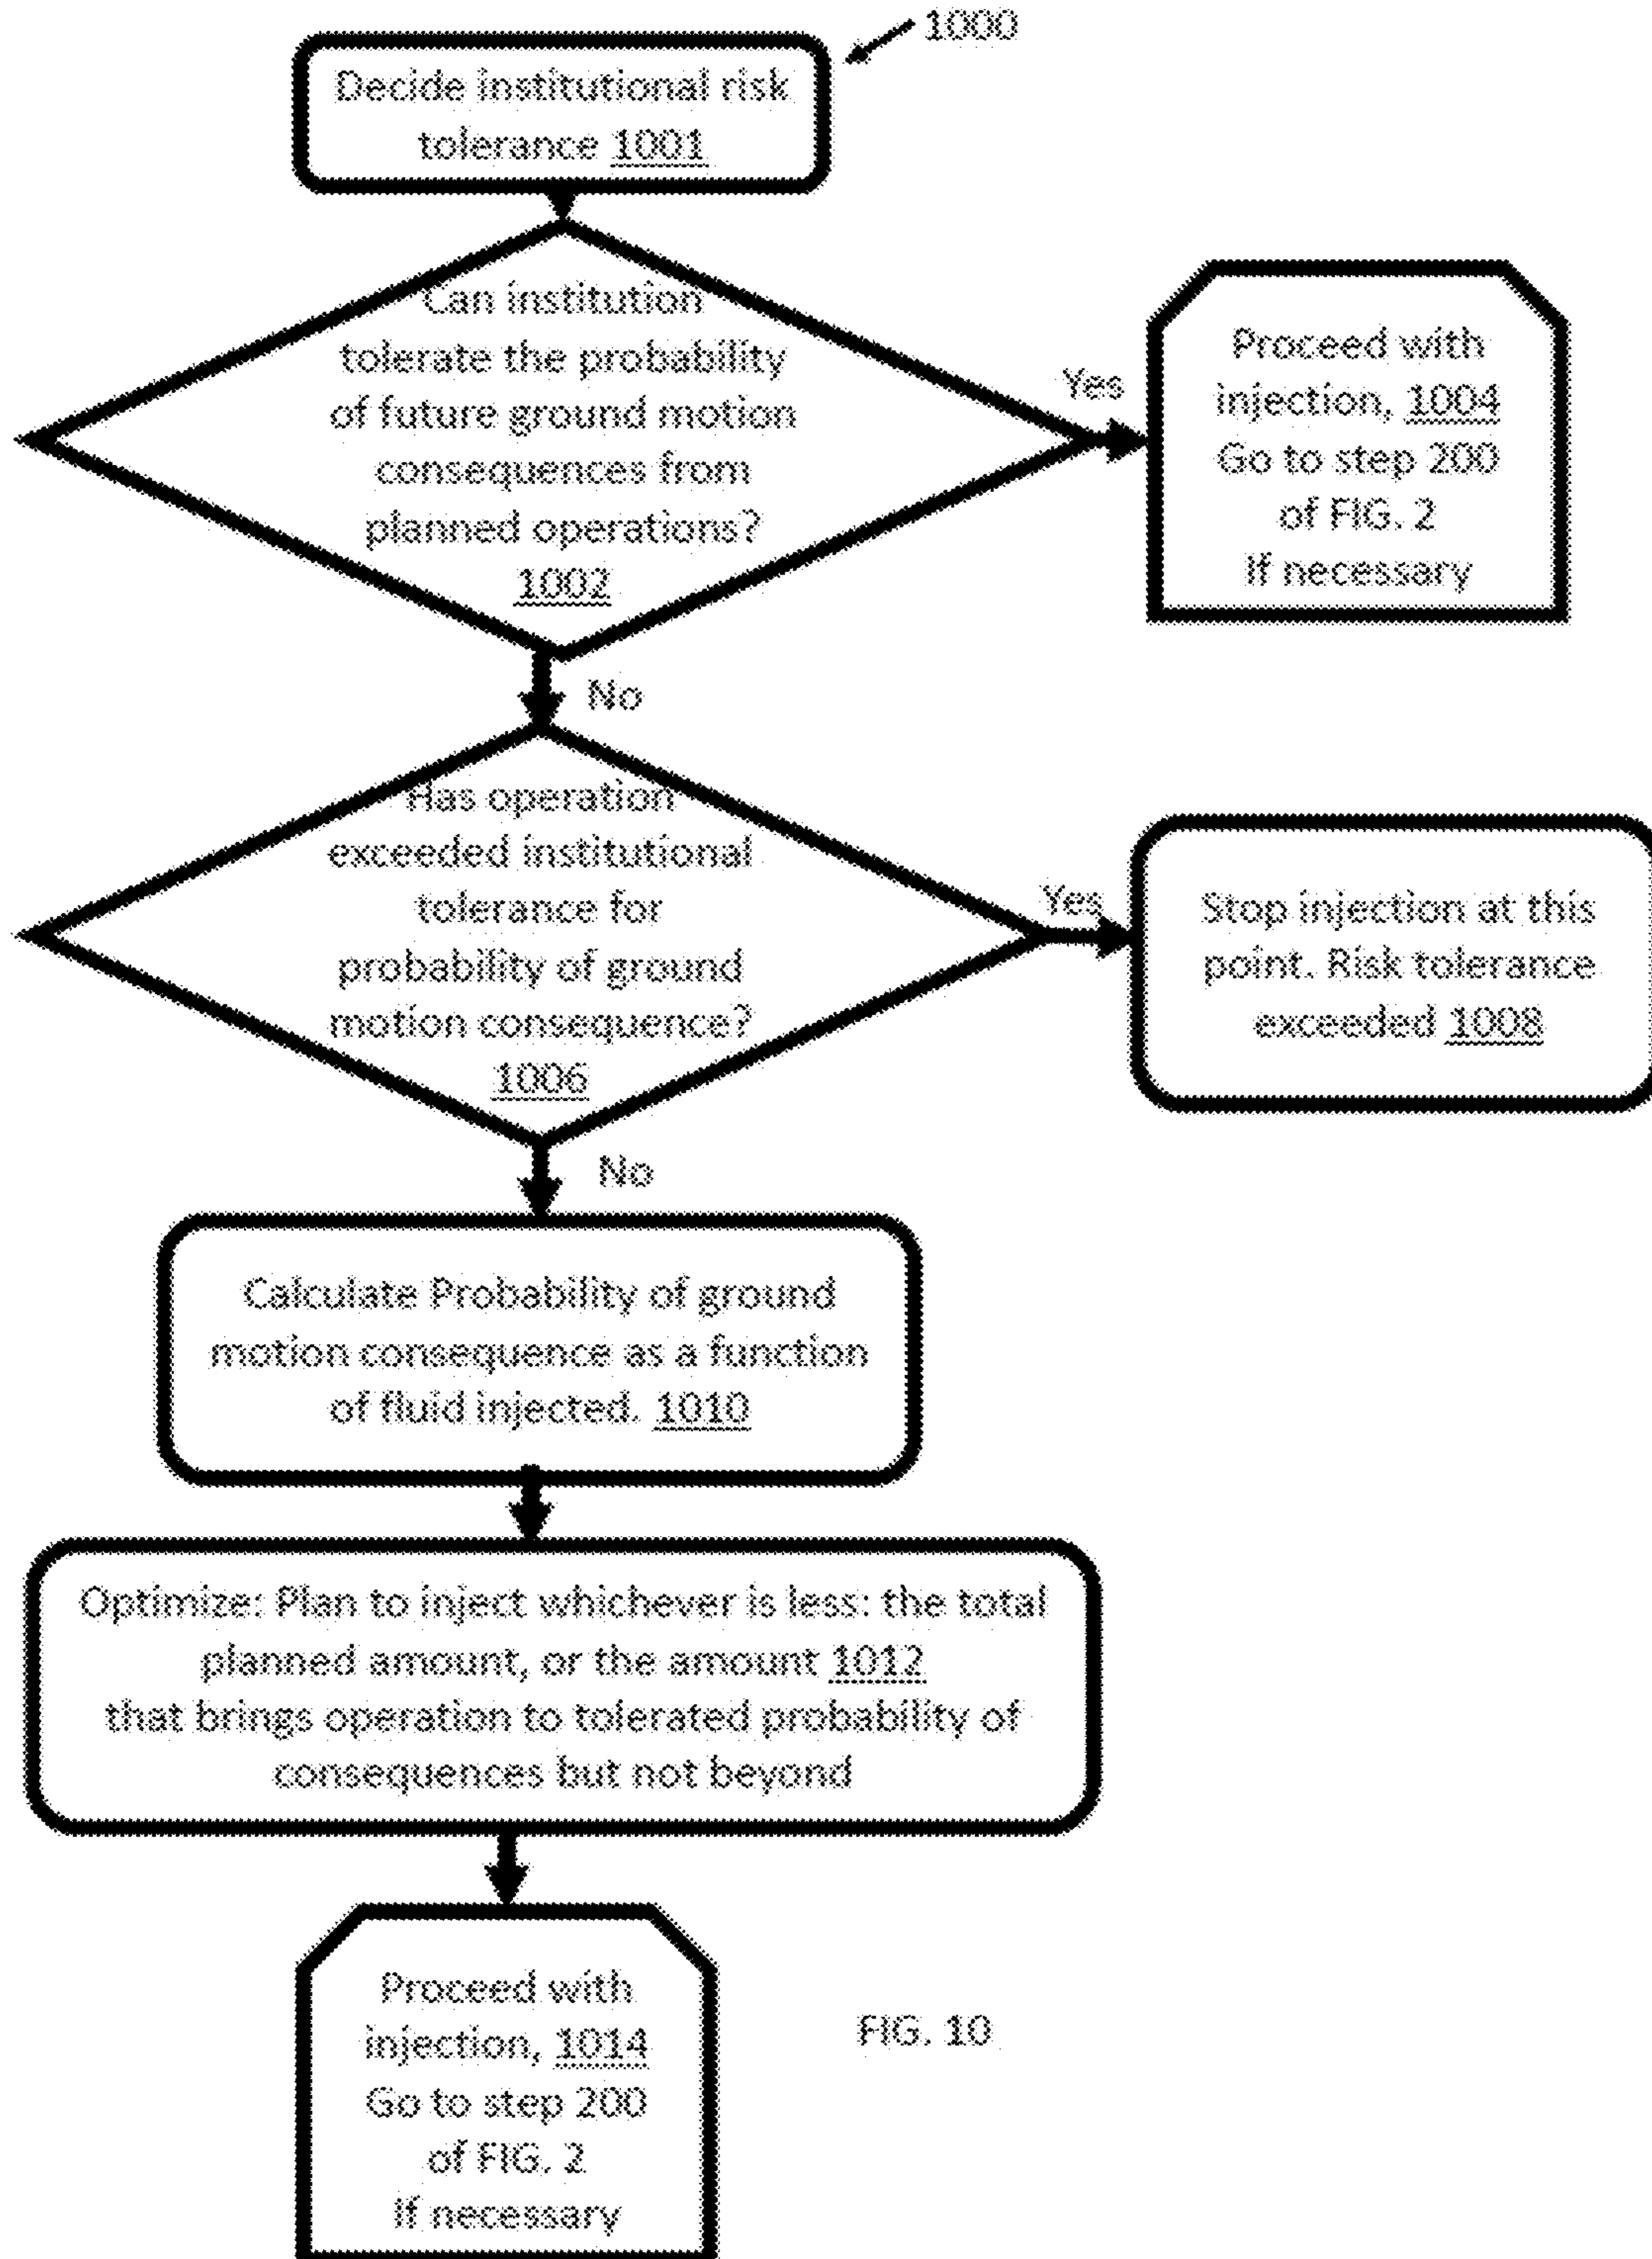 1000
Decide institutional risk
tolerance 1001
Can institution
tolerate the probability
of future ground motion
consequences from
planned operations?
1002
Yes
Proceed with
injection, 1004
Go to step 200
of FIG. 2
If necessary
No
Has operation
exceeded institutional
tolerance for
probability of ground
motion consequence?
1006
Yes
Stop injection at this
point. Risk tolerance
exceeded 1008
No
Calculate Probability of ground
motion consequence as a function
of fluid injected. 1010
Optimize: Plan to inject whichever is less: the total
planned amount, or the amount 1012
that brings operation to tolerated probability of
consequences but not beyond
Proceed with
injection, 1014
Go to step 200
of FIG. 2
If necessary
FIG. 10